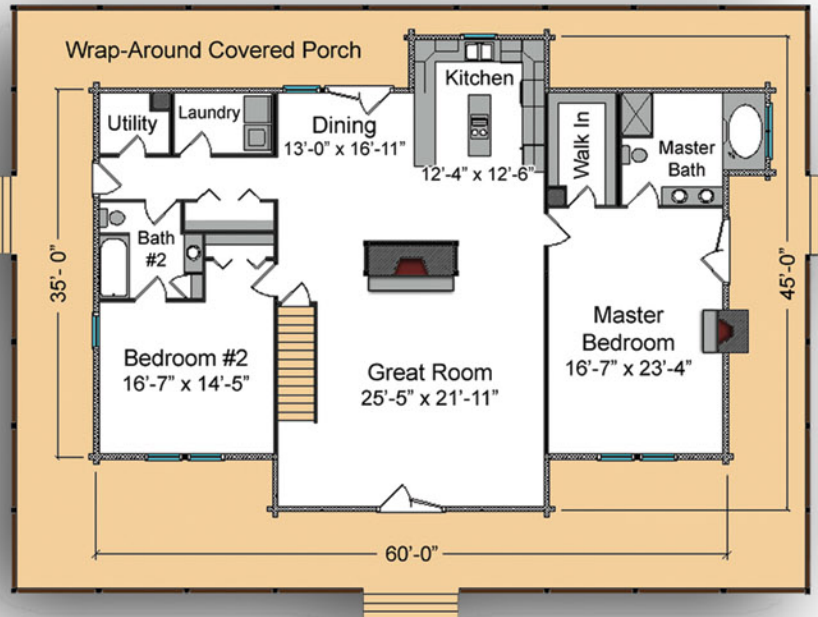 Wrap-Around Covered Porch
Kitchen
12’-4” x 12’-6”
Utility
Laundry
Dining
13’-0” x 16’-11”
Walk In
Master
Bath
Bath
#2
35’- 0”
45’-0”
Bedroom #2
16’-7” x 14’-5”
Great Room
25’-5” x 21’-11”
Master
Bedroom
16’-7” x 23’-4”
60’-0”